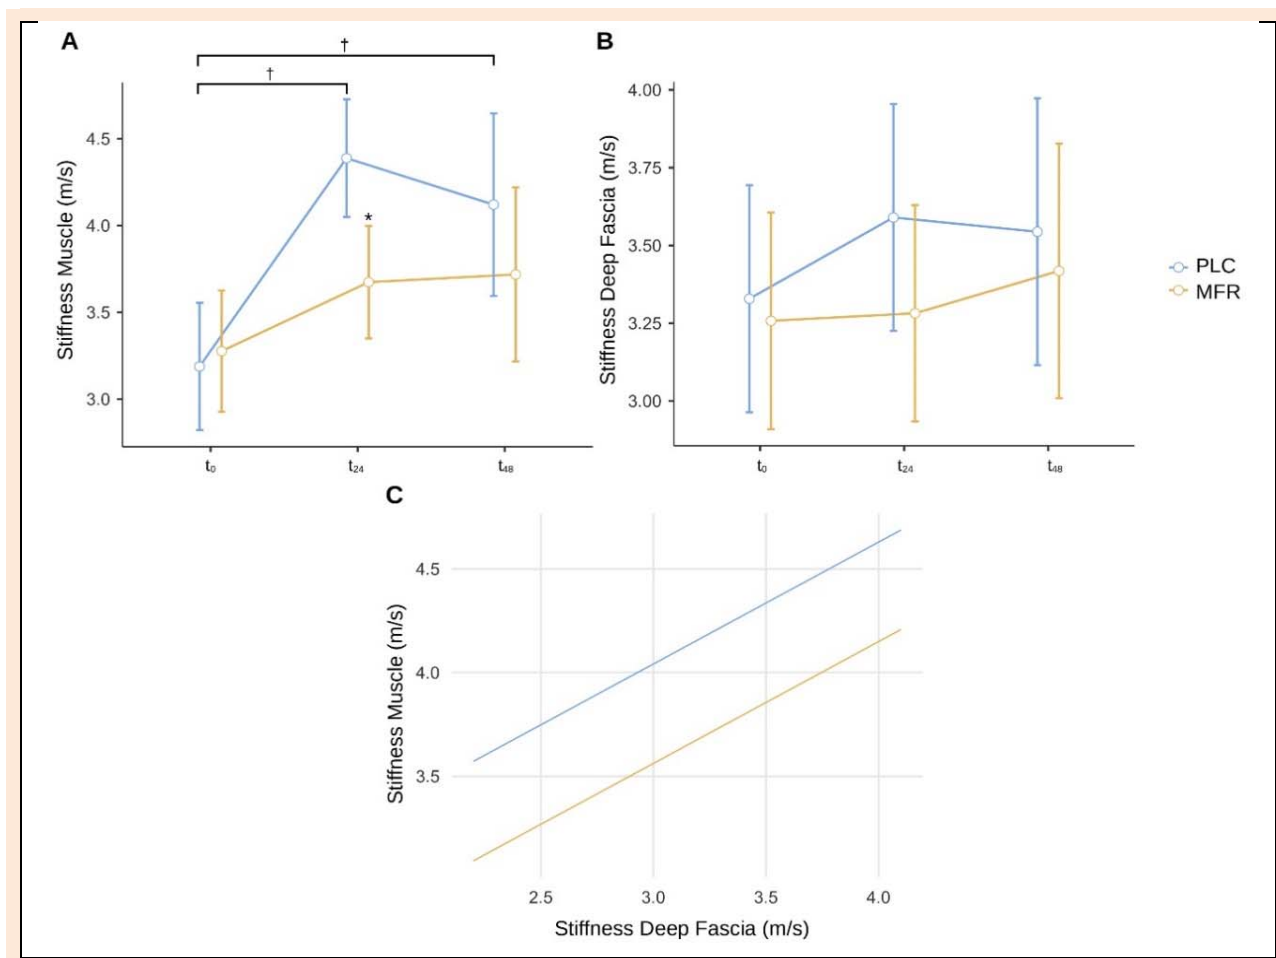 A
†
†
Stiffness Muscle (m/s)
4.5
4.0
3.5
3.0
*
t₀
t₂₄
t₄₈
B
Stiffness Deep Fascia (m/s)
4.00
3.75
3.50
3.25
3.00
t₀
t₂₄
t₄₈
PLC
MFR
C
Stiffness Muscle (m/s)
4.5
4.0
3.5
2.5
3.0
3.5
4.0
Stiffness Deep Fascia (m/s)